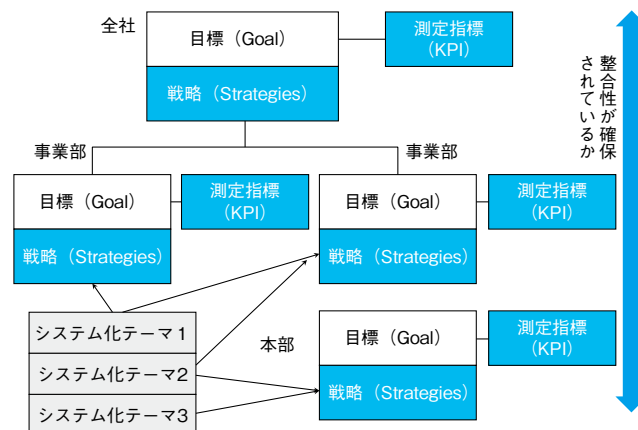 全社
目標（Goal）
測定指標
（KPI）
戦略（Strategies）
整合性が確保
されているか
事業部
事業部
目標（Goal）
測定指標
（KPI）
戦略（Strategies）
目標（Goal）
測定指標
（KPI）
戦略（Strategies）
システム化テーマ1
システム化テーマ2
システム化テーマ3
本部
目標（Goal）
測定指標
（KPI）
戦略（Strategies）